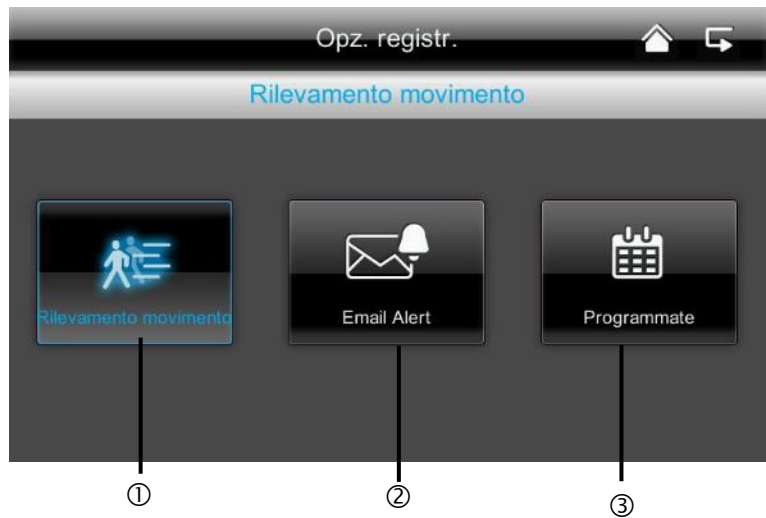 Opz. registr.
Rilevamento movimento
Rilevamento movimento
Email Alert
Programmate
① ② ③